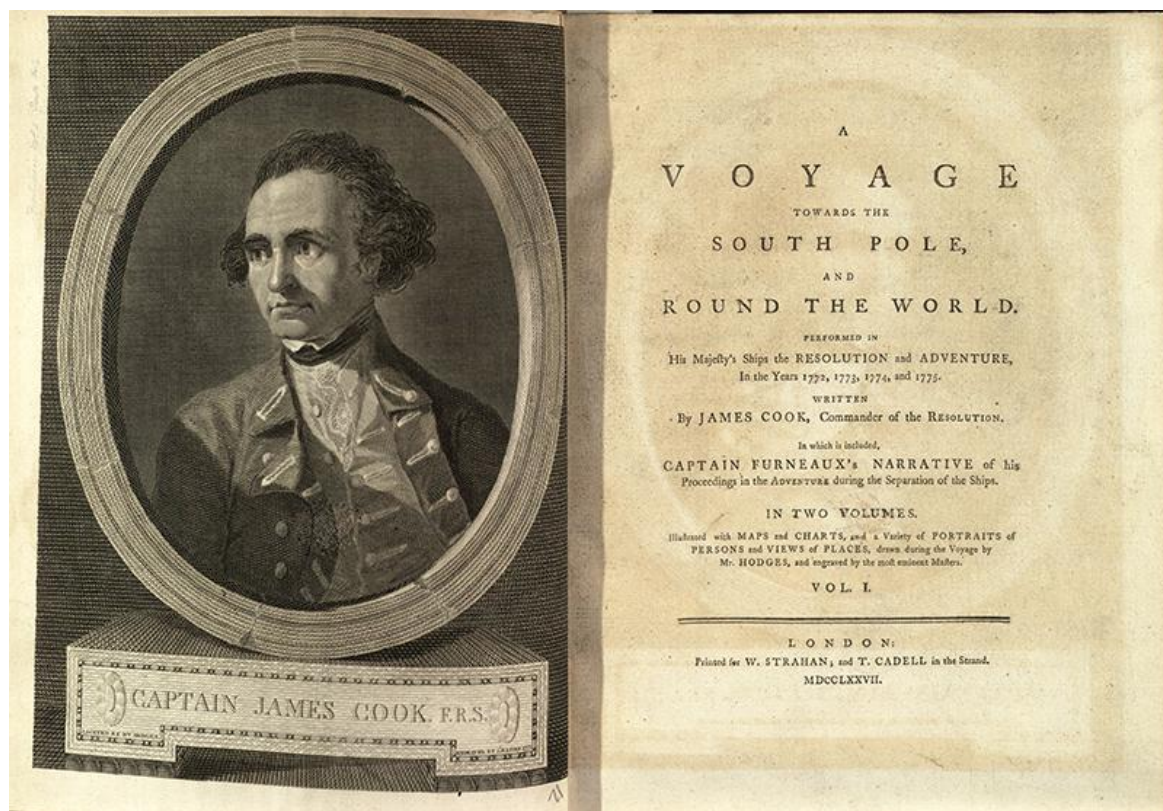 CAPTAIN JAMES COOK. F.R.S.
A
VOYAGE
TOWARDS THE
SOUTH POLE,
AND
ROUND THE WORLD.
PERFORMED IN
His Majeſty's Ships the RESOLUTION and ADVENTURE,
In the Years 1772, 1773, 1774, and 1775.
WRITTEN
By JAMES COOK, Commander of the RESOLUTION.
In which is included,
CAPTAIN FURNEAUX's NARRATIVE of his
Proceedings in the ADVENTURE during the Separation of the Ships.
IN TWO VOLUMES.
Illuſtrated with MAPS and CHARTS, and a Variety of PORTRAITS of
PERSONS and VIEWS of PLACES, drawn during the Voyage by
Mr. HODGES, and engraved by the moſt eminent Maſters.
VOL. I.
LONDON:
Printed for W. STRAHAN; and T. CADELL in the Strand.
MDCCLXXVII.